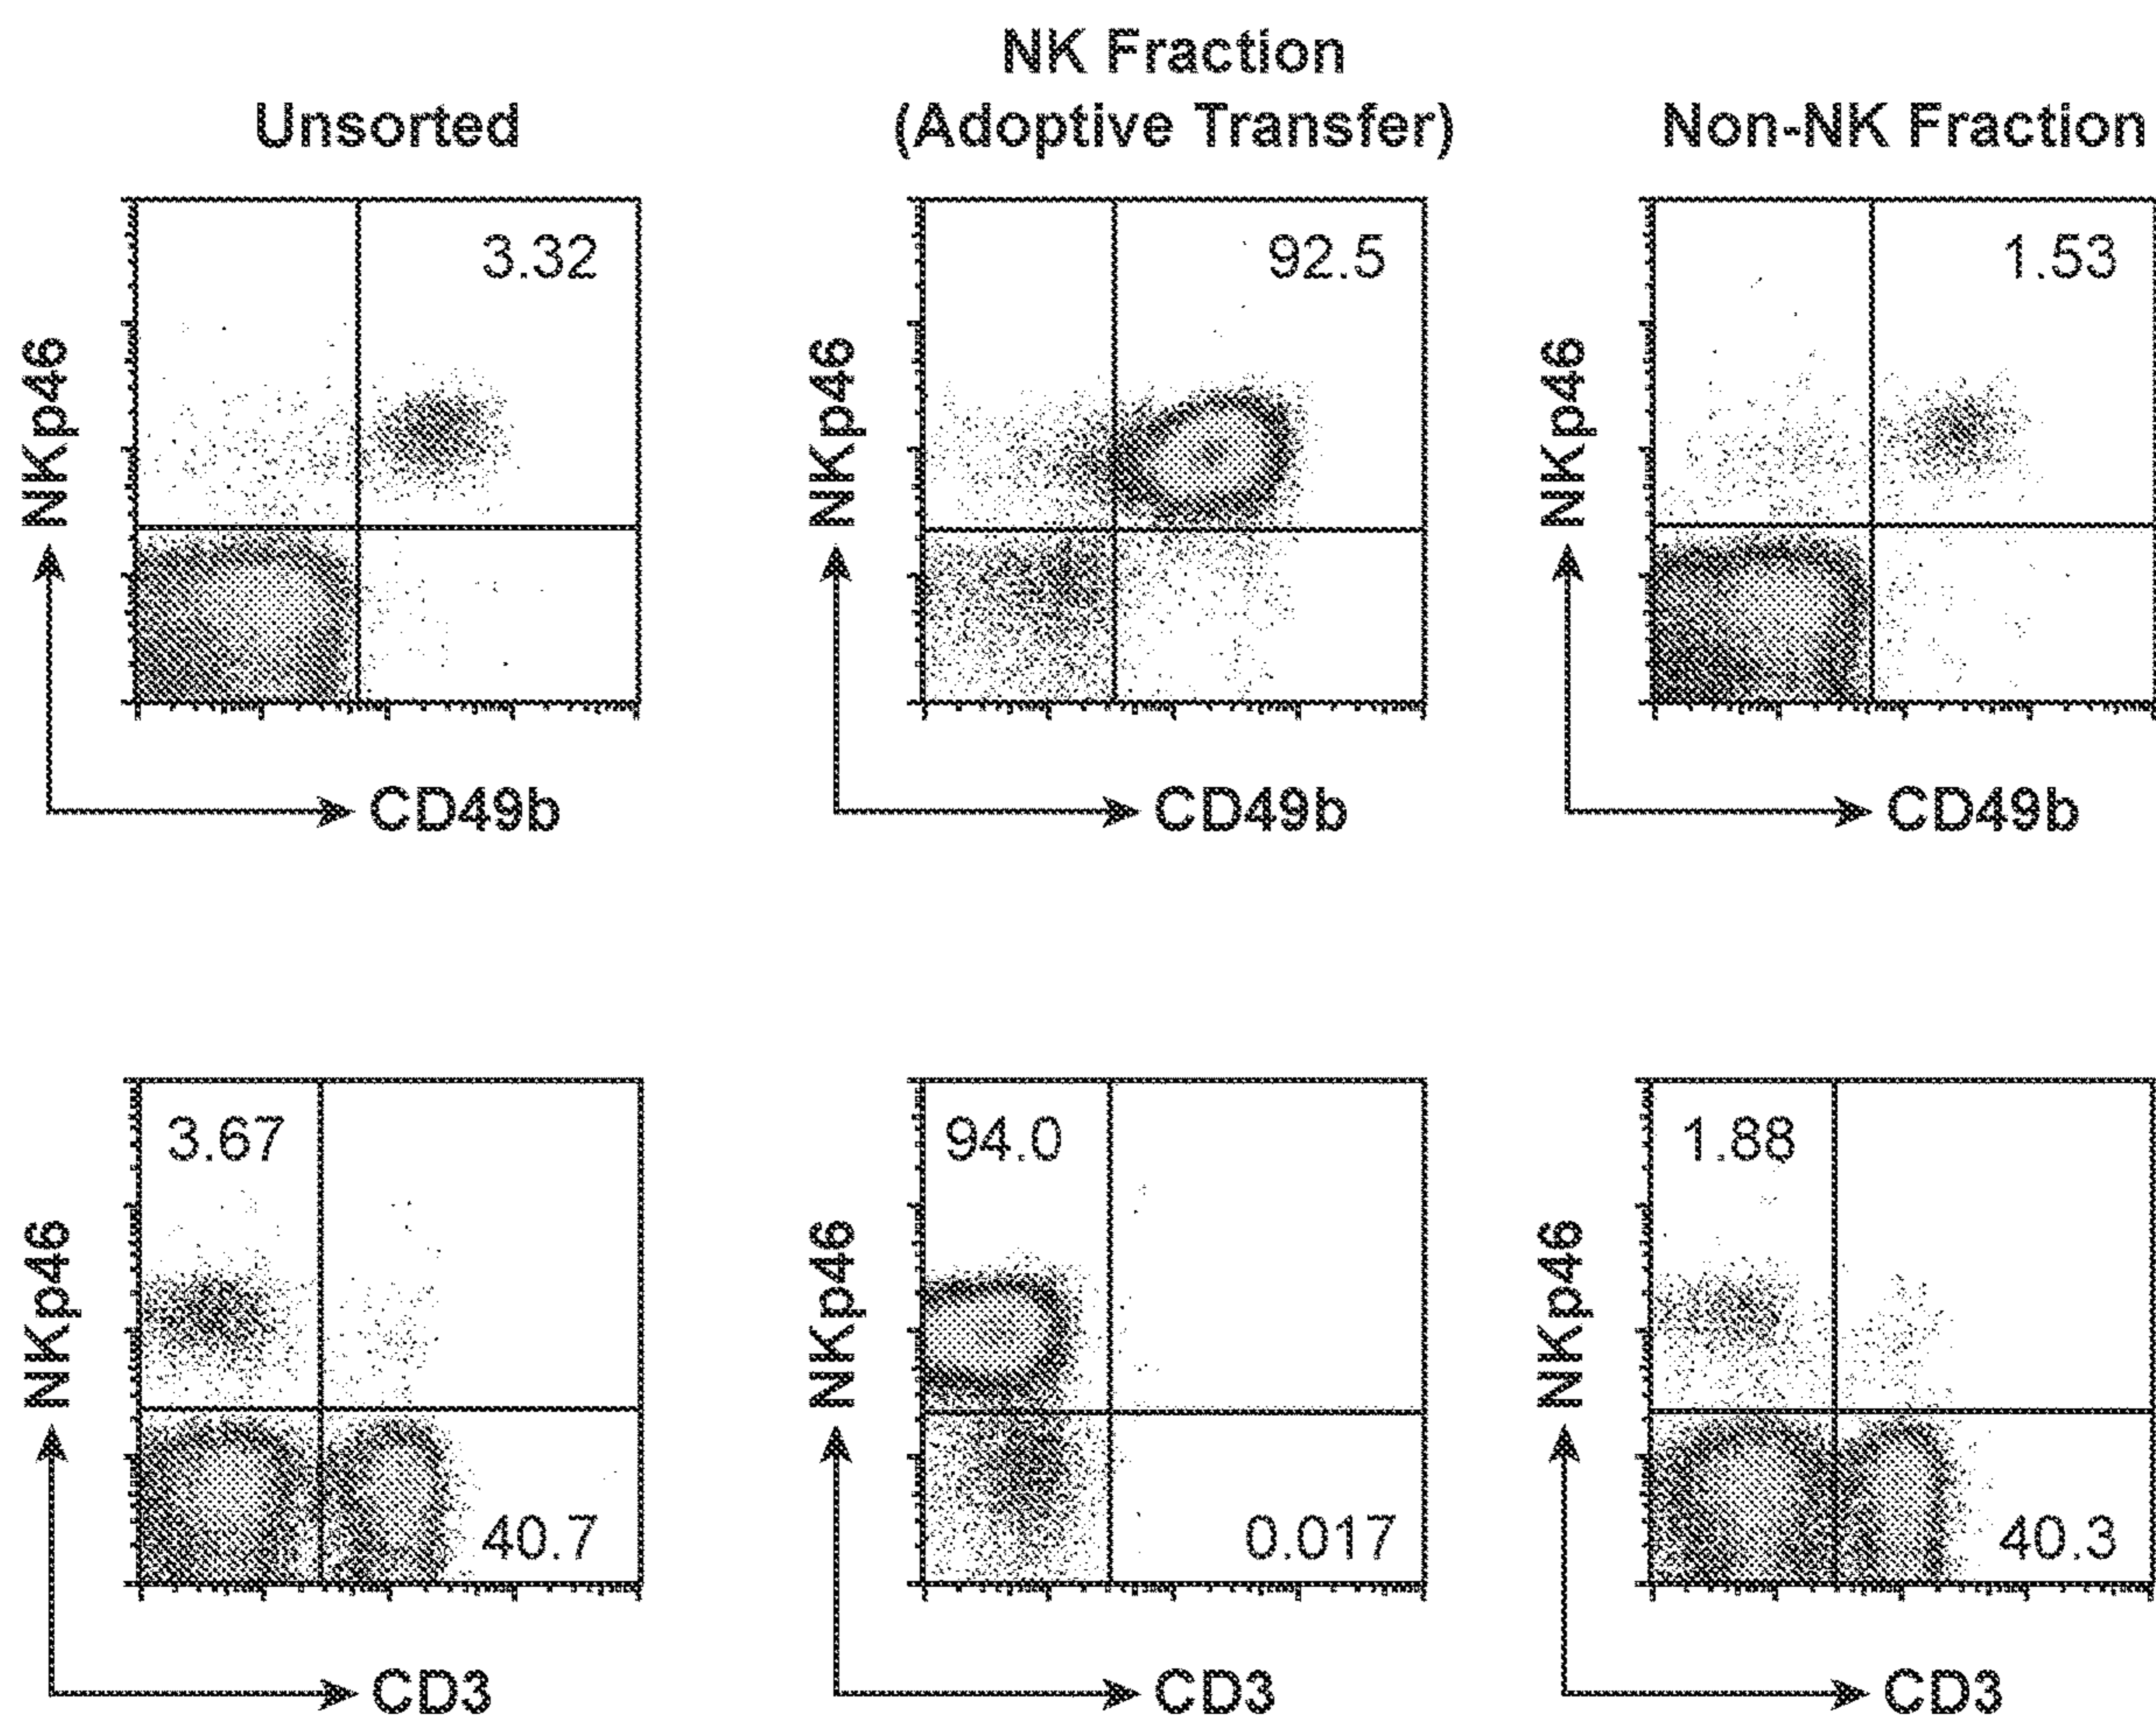 Unsorted
NK Fraction
(Adoptive Transfer)
Non-NK Fraction
NKp46
3.32
CD49b
NKp46
92.5
CD49b
NKp46
1.53
CD49b
NKp46
3.67
40.7
CD3
NKp46
94.0
0.017
CD3
NKp46
1.88
40.3
CD3